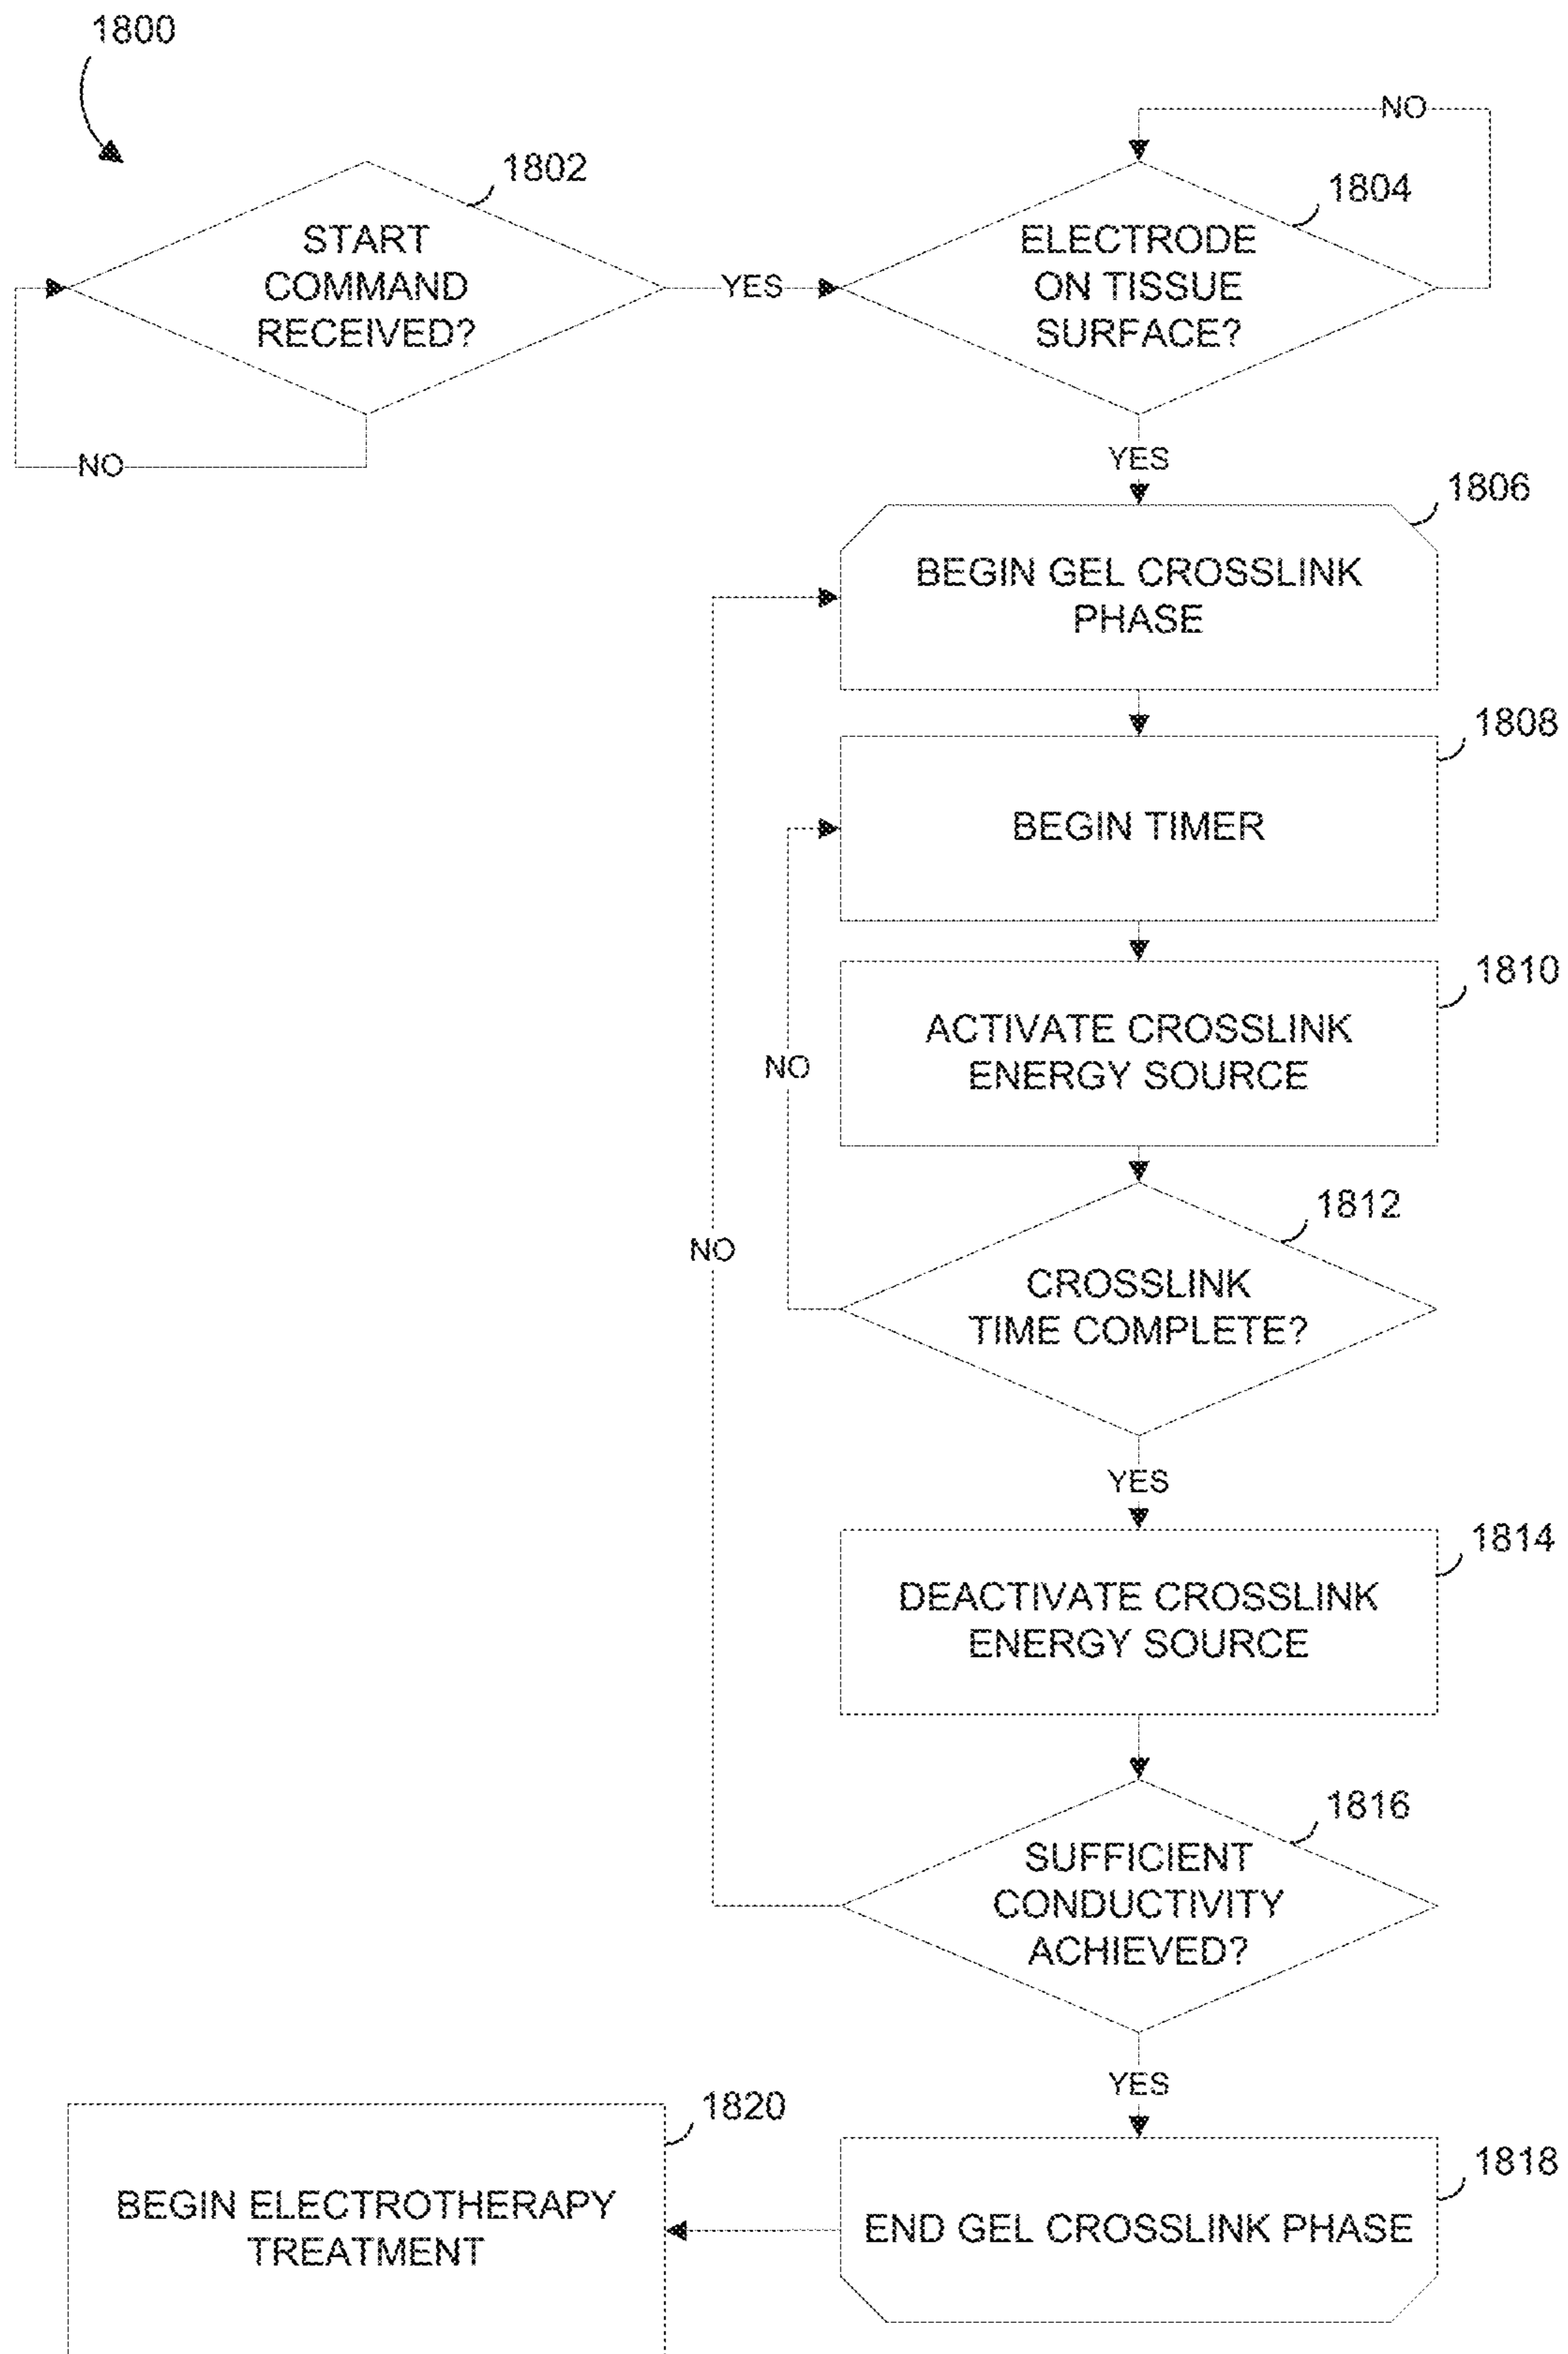 1800
1802
START
COMMAND
RECEIVED?
NO
YES
NO
1804
ELECTRODE
ON TISSUE
SURFACE?
YES
1806
BEGIN GEL CROSSLINK
PHASE
1808
BEGIN TIMER
1810
ACTIVATE CROSSLINK
ENERGY SOURCE
NO
1812
CROSSLINK
TIME COMPLETE?
NO
YES
1814
DEACTIVATE CROSSLINK
ENERGY SOURCE
1816
SUFFICIENT
CONDUCTIVITY
ACHIEVED?
YES
1818
END GEL CROSSLINK PHASE
1820
BEGIN ELECTROTHERAPY
TREATMENT